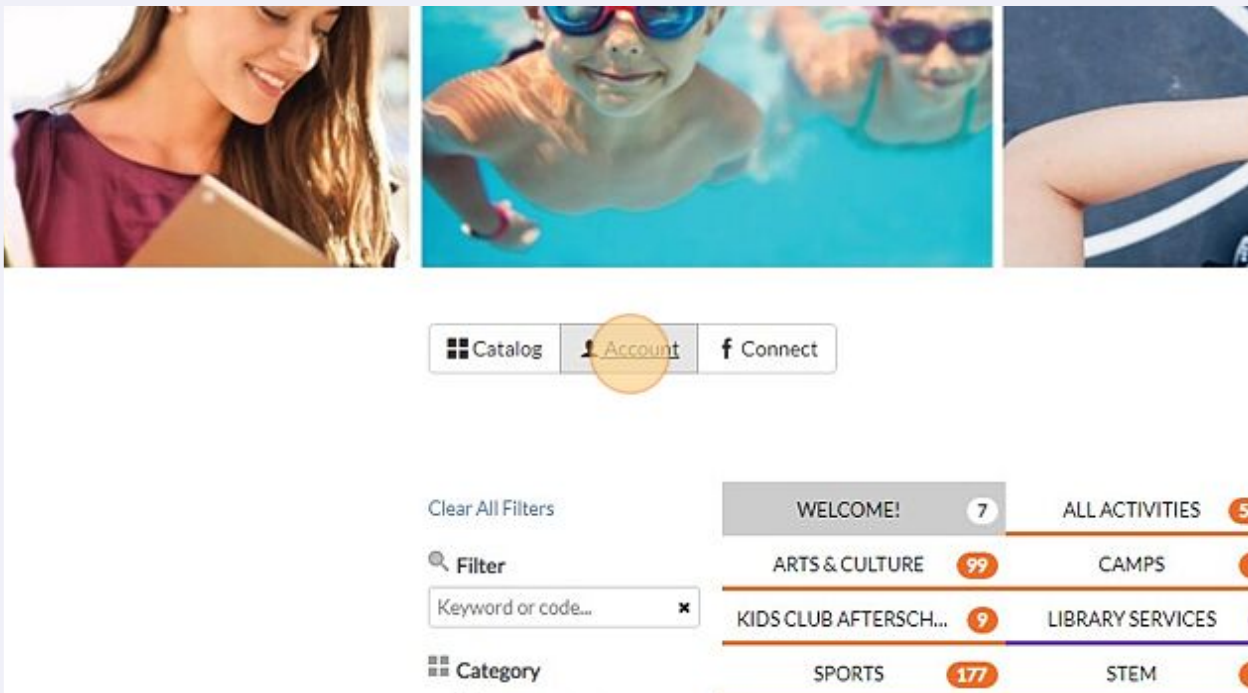 Catalog Account Connect
Clear All Filters
WELCOME! 7 ALL ACTIVITIES
Filter
ARTS & CULTURE 99 CAMPS
Keyword or code...
KIDS CLUB AFTERSCH... 9 LIBRARY SERVICES
Category
SPORTS 177 STEM